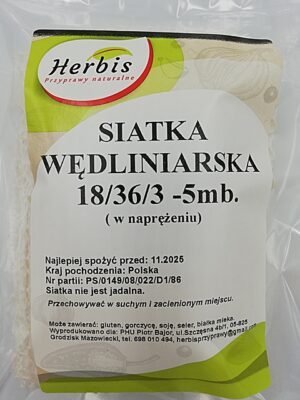 Herbis
Przyprawy naturalne
SIATKA
WĘDLINIARSKA
18/36/3 -5mb.
( w naprężeniu)
Najlepiej spożyć przed: 11.2025
Kraj pochodzenia: Polska
Nr partii: PS/0149/08/022/D1/86
Siatka nie jest jadalna.
Przechowywać w suchym i zacienionym miejscu.
Może zawierać: gluten, gorczycę, soję, seler, białka mleka.
Wyprodukowano dla: PHU Piotr Bajor, ul.Szczęsna 4b/1, 05-825
Grodzisk Mazowiecki, tel. 698 010 494, herbisprzyprawy@gmail.com